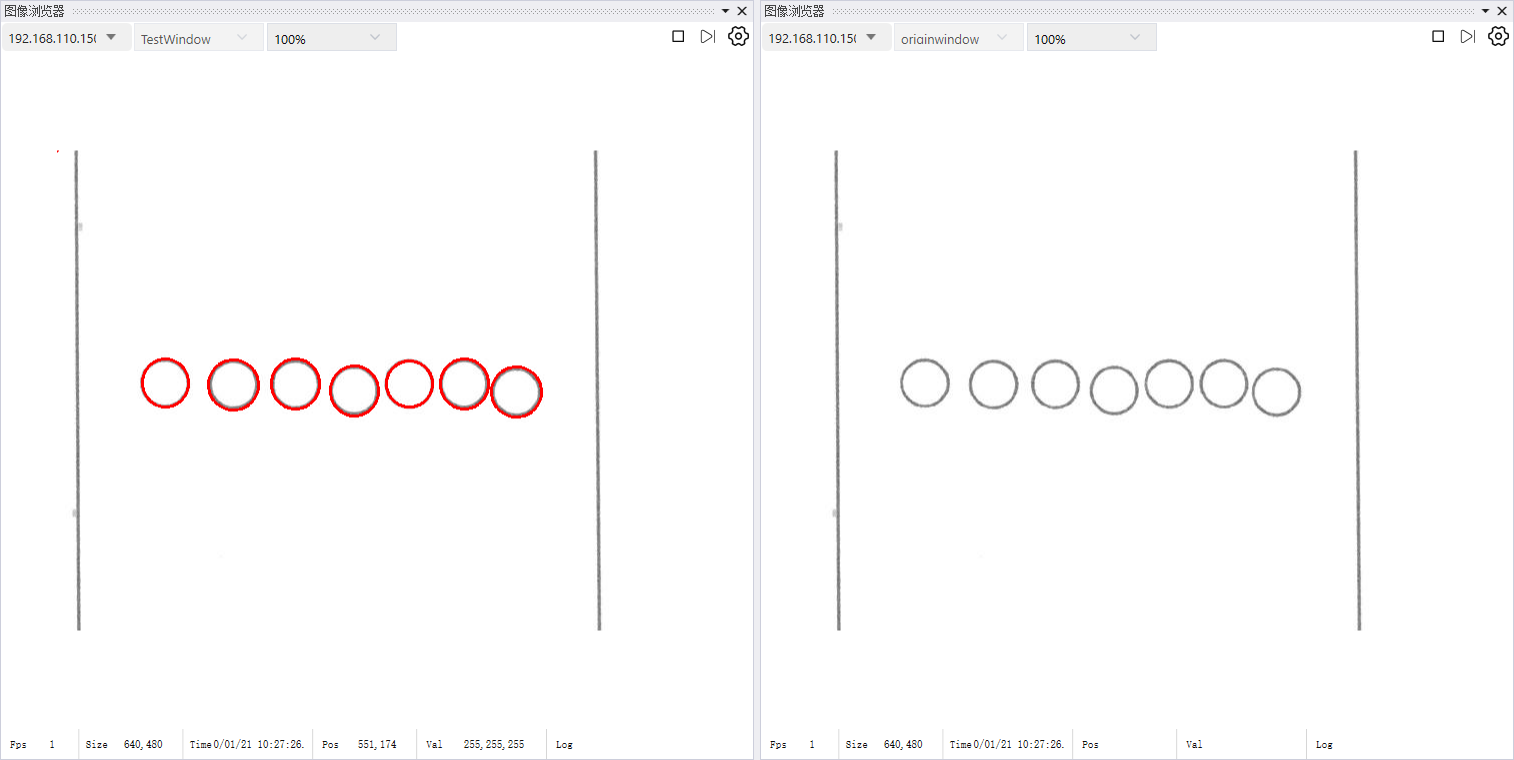 图像浏览器
192.168.110.150
TestWindow
100%
Fps 1 Size 640,480 Time 0/01/21 10:27:26. Pos 551,174 Val 255,255,255 Log
图像浏览器
192.168.110.150
originwindow
100%
Fps 1 Size 640,480 Time 0/01/21 10:27:26. Pos Val Log